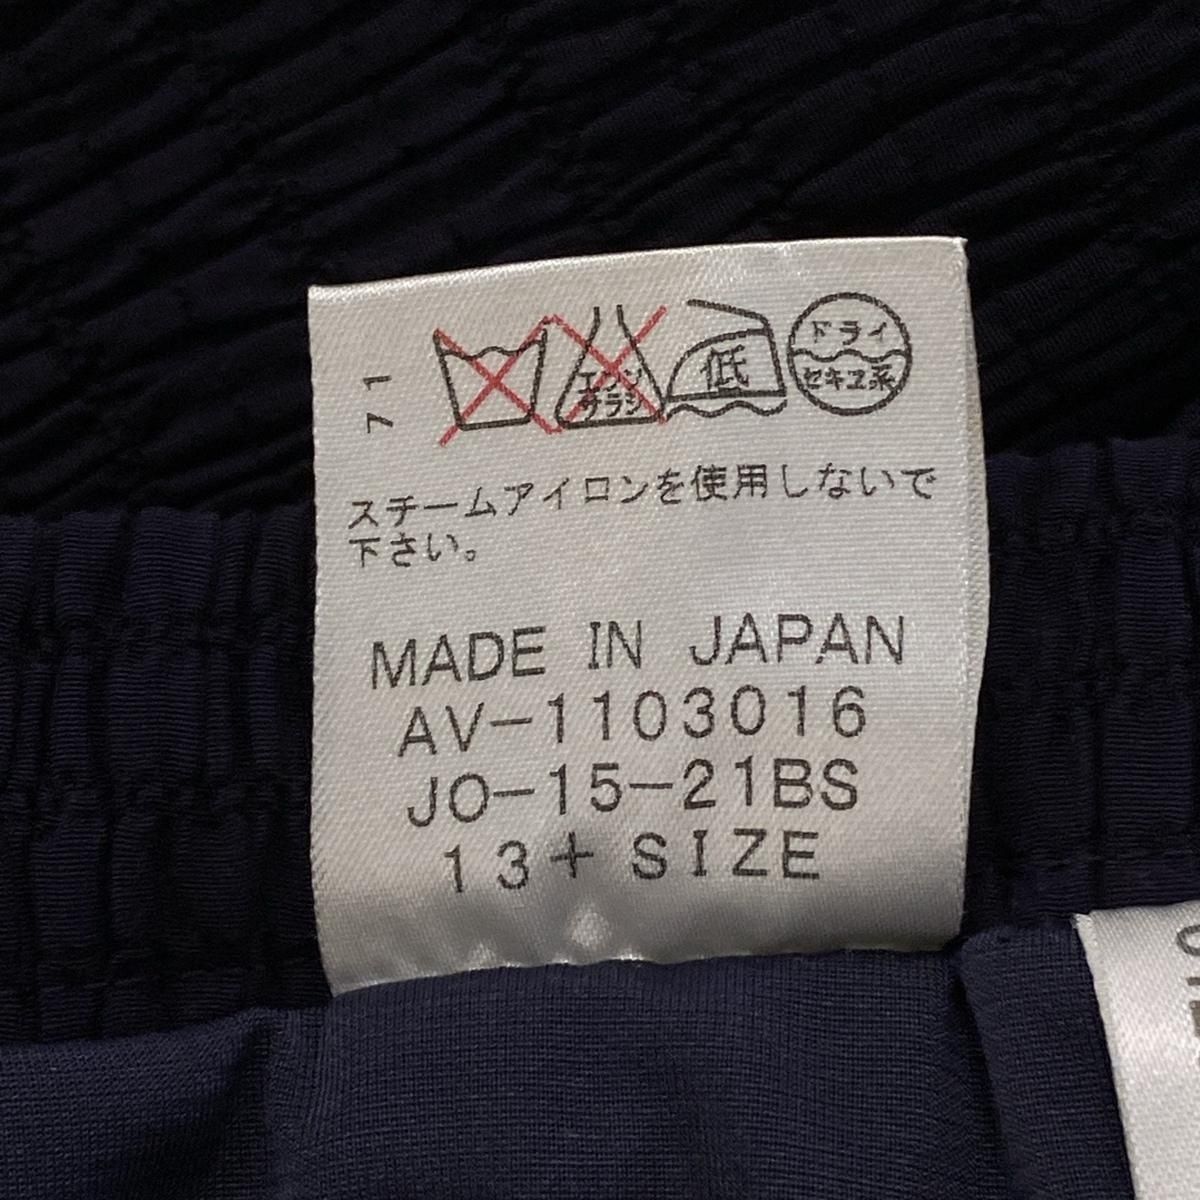 71
エンソ
サラシ
低
ドライ
セキユ系
スチームアイロンを使用しないで
下さい。
MADE IN JAPAN
AV-1103016
JO-15-21BS
13+ SIZE